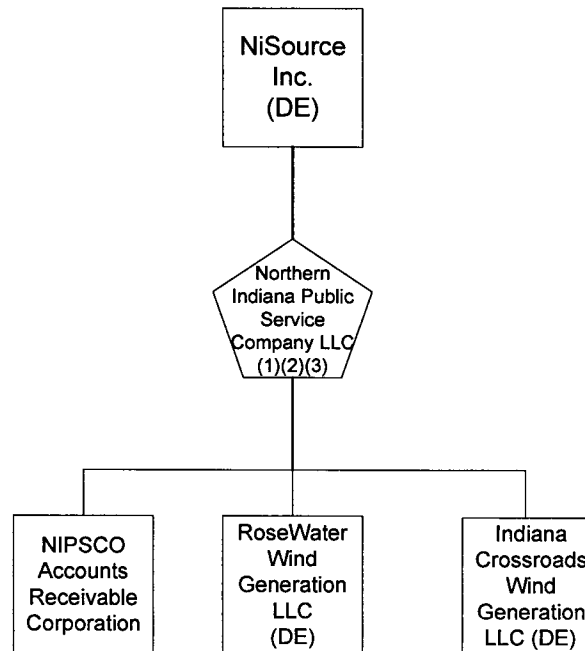 NiSource
Inc.
(DE)
Northern
Indiana Public
Service
Company LLC
(1)(2)(3)
NIPSCO
Accounts
Receivable
Corporation
RoseWater
Wind
Generation
LLC
(DE)
Indiana
Crossroads
Wind
Generation
LLC (DE)